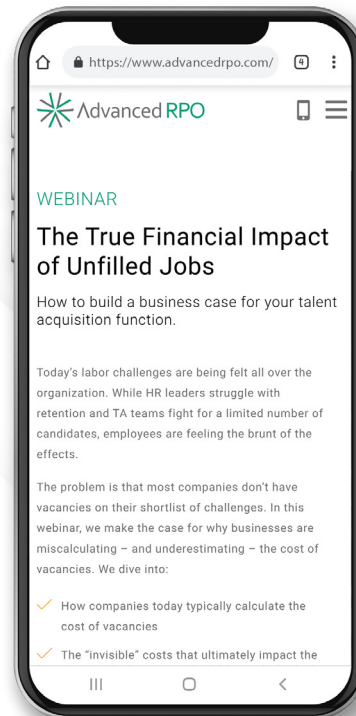 https://www.advancedrpo.com/
4
Advanced RPO
WEBINAR
The True Financial Impact
of Unfilled Jobs
How to build a business case for your talent
acquisition function.
Today's labor challenges are being felt all over the
organization. While HR leaders struggle with
retention and TA teams fight for a limited number of
candidates, employees are feeling the brunt of the
effects.
The problem is that most companies don't have
vacancies on their shortlist of challenges. In this
webinar, we make the case for why businesses are
miscalculating – and underestimating – the cost of
vacancies. We dive into:
How companies today typically calculate the
cost of vacancies
The “invisible” costs that ultimately impact the